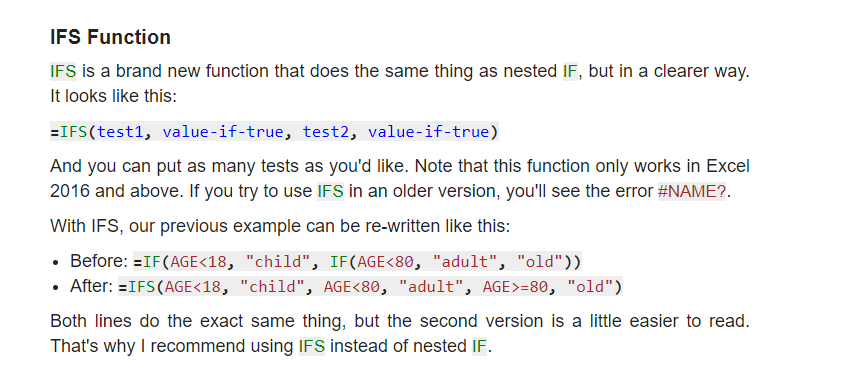 IFS Function
IFS is a brand new function that does the same thing as nested IF, but in a clearer way.
It looks like this:
=IFS(test1, value-if-true, test2, value-if-true)
And you can put as many tests as you'd like. Note that this function only works in Excel
2016 and above. If you try to use IFS in an older version, you'll see the error #NAME?.
With IFS, our previous example can be re-written like this:
• Before: =IF(AGE<18, "child", IF(AGE<80, "adult", "old"))
• After: =IFS(AGE<18, "child", AGE<80, "adult", AGE>=80, "old")
Both lines do the exact same thing, but the second version is a little easier to read.
That's why I recommend using IFS instead of nested IF.